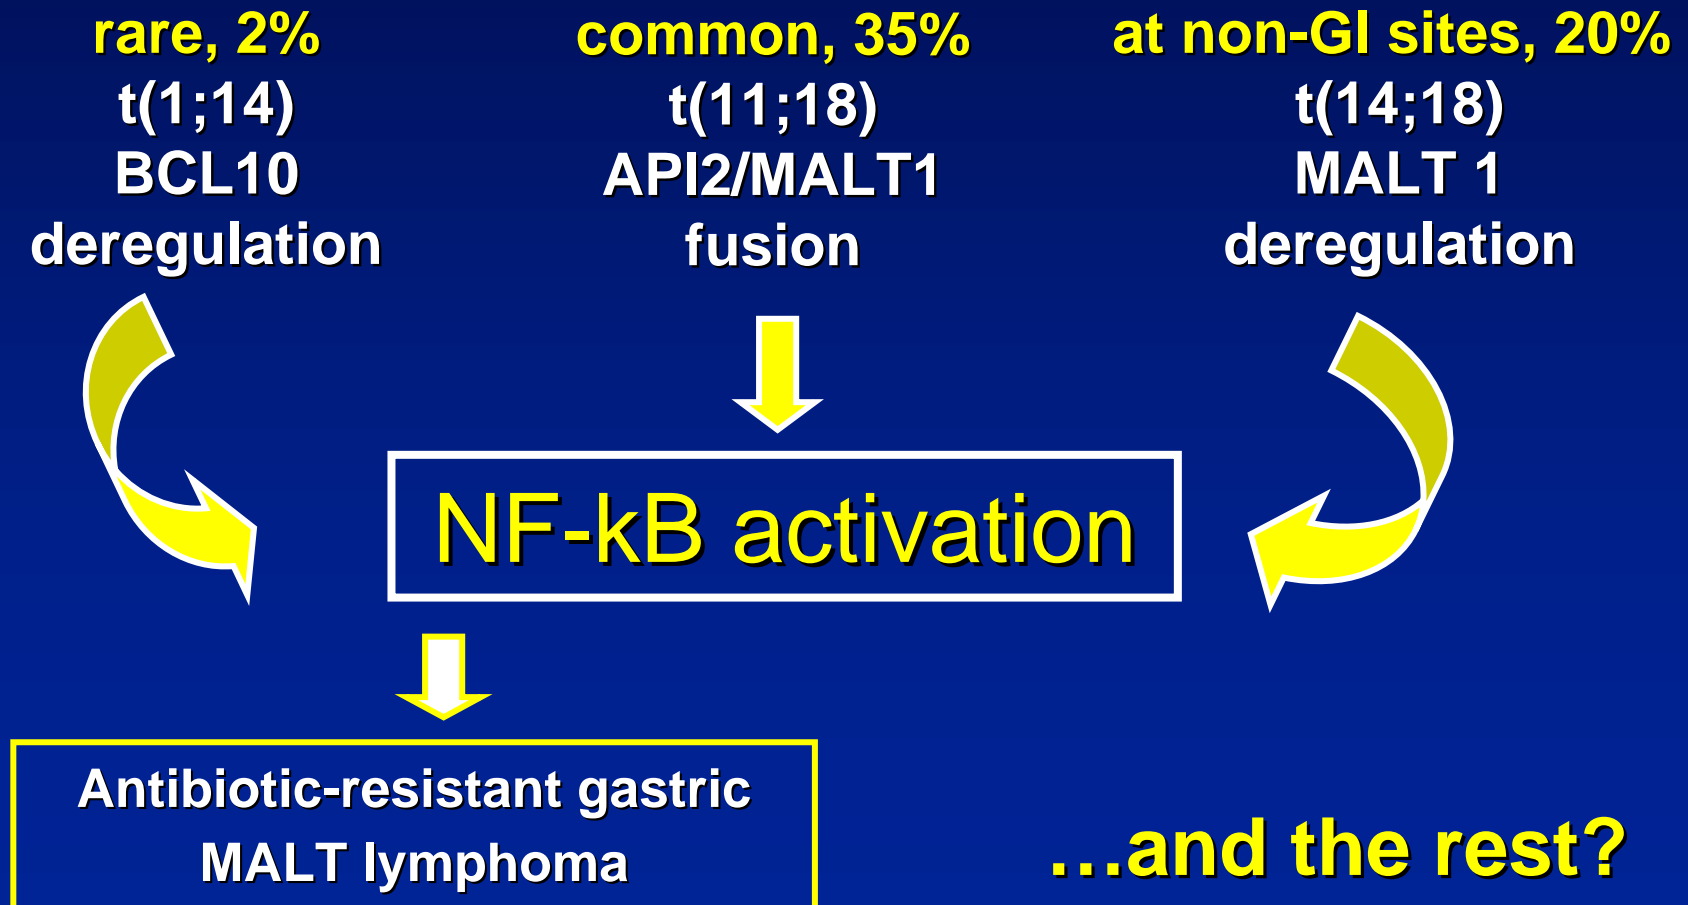 rare, 2%
t(1;14)
BCL10
deregulation
common, 35%
t(11;18)
API2/MALT1
fusion
at non-GI sites, 20%
t(14;18)
MALT 1
deregulation
NF-kB activation
Antibiotic-resistant gastric
MALT lymphoma
…and the rest?